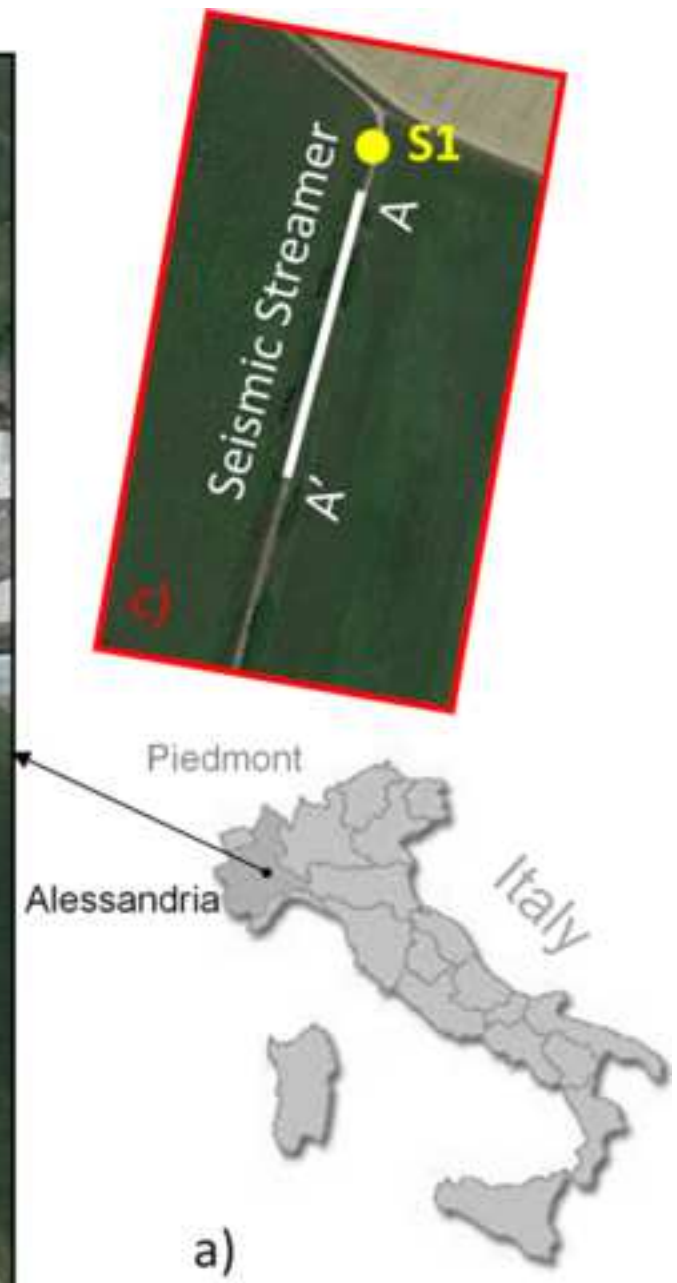 S1
Seismic Streamer
A
A'
c)
Piedmont
Alessandria
Italy
a)